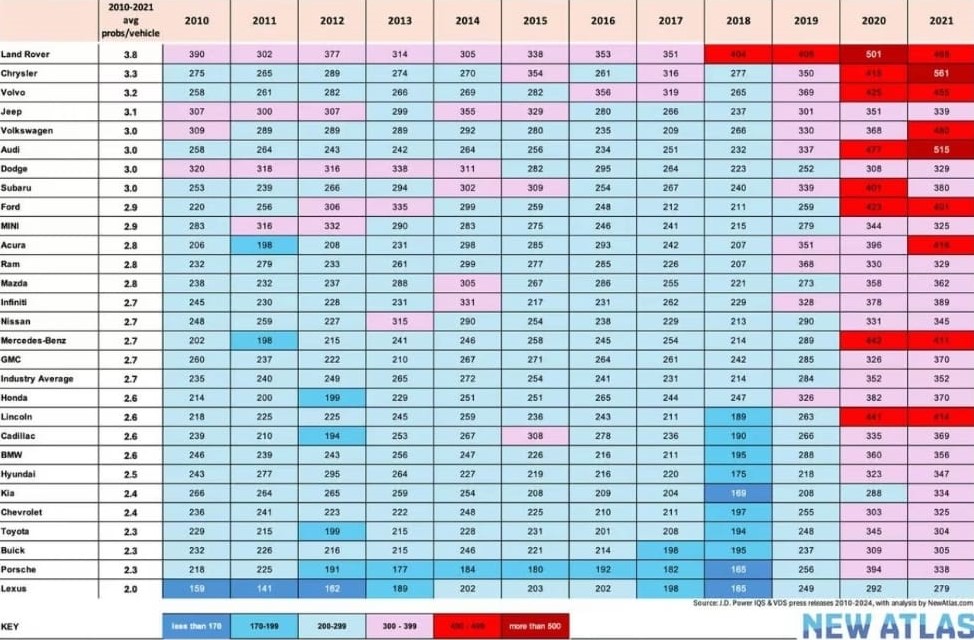 2010-2021 avg probs/vehicle 2010 2011 2012 2013 2014 2015 2016 2017 2018 2019 2020 2021
Land Rover 3.8 390 302 377 314 305 338 353 351 404 501
Chrysler 3.3 275 265 289 274 270 354 261 316 277 350 561
Volvo 3.2 258 261 282 266 269 282 356 319 265 369 425
Jeep 3.1 307 300 307 299 355 329 280 266 237 301 351 339
Volkswagen 3.0 309 289 289 289 292 280 235 209 266 330 368 480
Audi 3.0 258 264 243 242 264 256 234 251 232 337 477 515
Dodge 3.0 320 318 316 338 311 282 295 264 223 252 308 329
Subaru 3.0 253 239 266 294 302 309 254 267 240 339 380
Ford 2.9 220 256 306 335 299 259 248 212 211 259 423 401
MINI 2.9 283 316 332 290 283 275 246 241 215 279 344 325
Acura 2.8 206 198 208 231 298 285 293 242 207 351 396
Ram 2.8 232 279 233 261 299 277 285 226 207 368 330 329
Mazda 2.8 238 232 237 288 305 267 286 255 221 273 358 362
Infiniti 2.7 245 230 228 231 331 217 231 262 229 328 378 389
Nissan 2.7 248 259 227 315 290 254 238 229 213 290 331 345
Mercedes-Benz 2.7 202 198 215 241 246 258 245 254 214 289 442 411
GMC 2.7 260 237 222 210 267 271 264 261 242 285 326 370
Industry Average 2.7 235 240 249 265 272 254 241 231 214 284 352 352
Honda 2.6 214 200 199 229 251 251 265 244 247 326 382 370
Lincoln 2.6 218 225 225 245 259 236 243 211 189 263 441 414
Cadillac 2.6 239 210 194 253 267 308 278 236 190 266 335 369
BMW 2.6 246 239 243 256 247 226 216 211 195 288 360 356
Hyundai 2.5 243 277 295 264 227 219 216 220 175 218 323 347
Kia 2.4 266 264 265 259 254 208 209 204 169 208 288 334
Chevrolet 2.4 236 241 223 222 248 225 210 211 197 255 303 325
Toyota 2.3 229 215 199 215 228 231 201 208 194 248 345 304
Buick 2.3 232 226 216 215 246 221 214 198 195 237 309 305
Porsche 2.3 218 225 191 177 184 180 192 182 165 256 394 338
Lexus 2.0 159 141 162 189 202 203 202 198 165 249 292 279
Source: J.D. Power IQS & VDS press releases 2010-2024, with analysis by NewAtlas.com
KEY less than 170 170-199 200-299 300 - 399 more than 500
NEW ATLAS